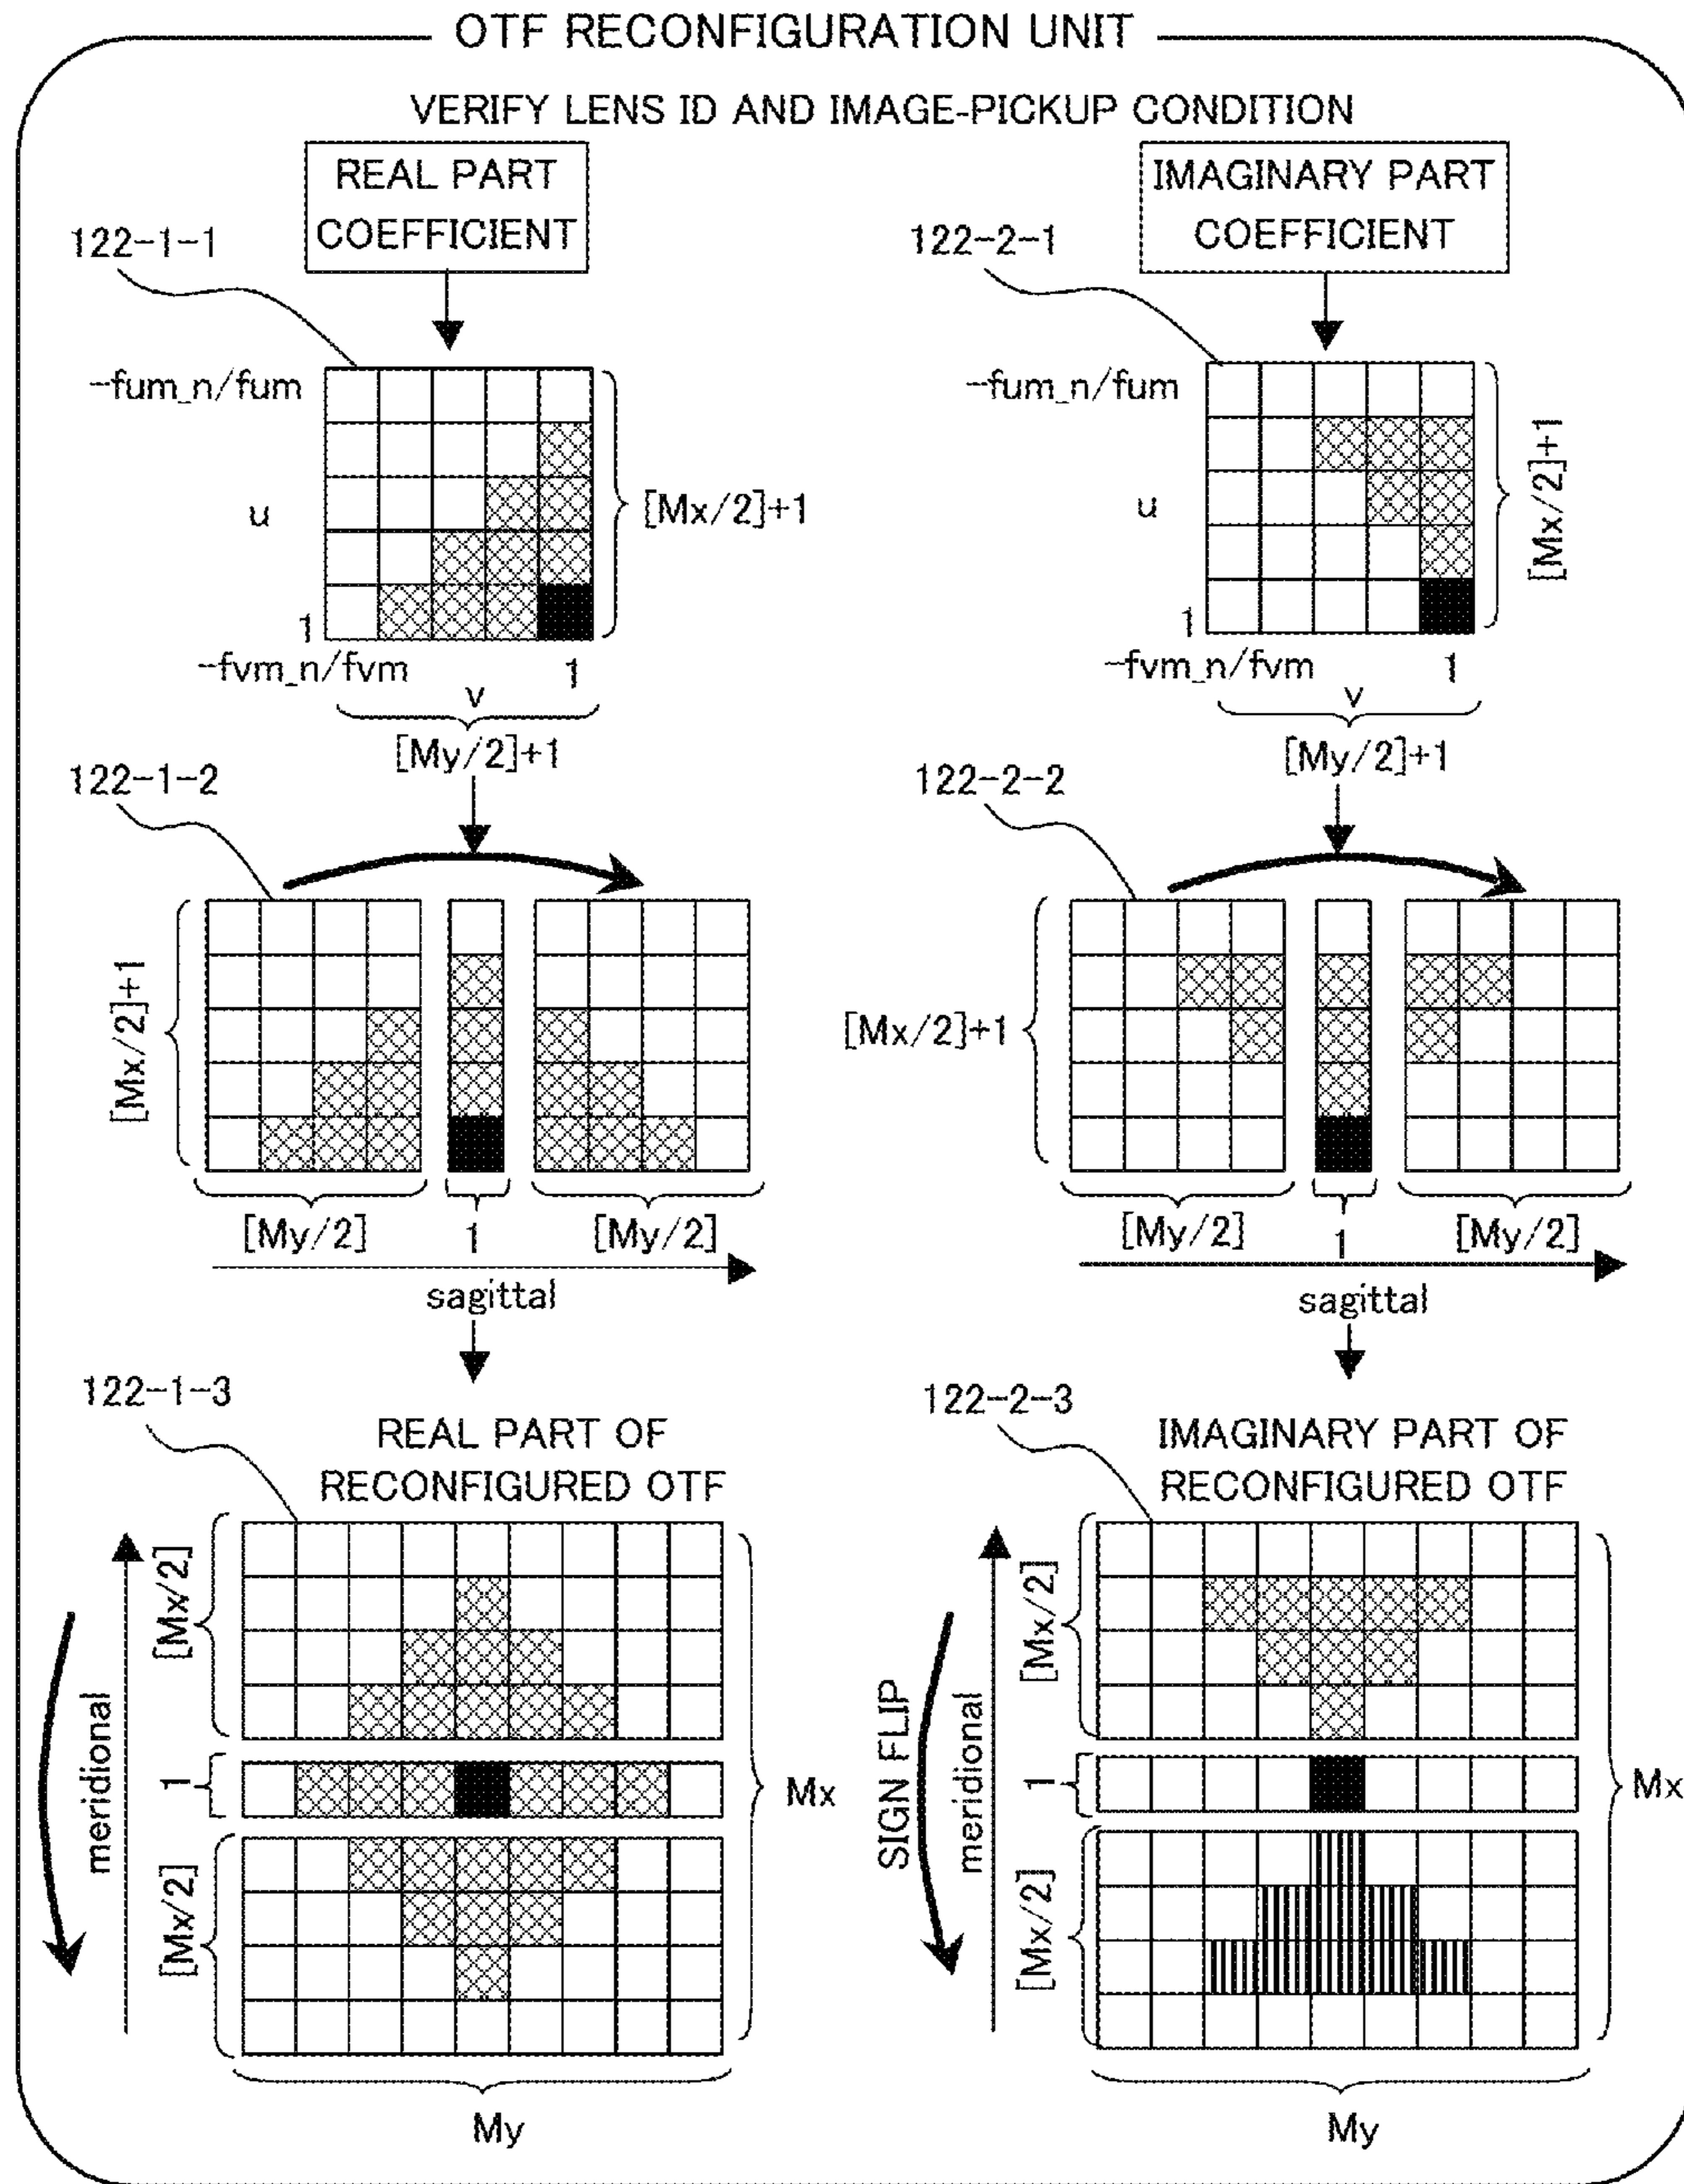 OTF RECONFIGURATION UNIT
VERIFY LENS ID AND IMAGE-PICKUP CONDITION
REAL PART
COEFFICIENT
122-1-1
-fum_n/fum
u
[Mx/2]+1
1
-fvm_n/fvm
1
v
[My/2]+1
122-1-2
[Mx/2]+1
[My/2]
1
[My/2]
sagittal
122-1-3
REAL PART OF
RECONFIGURED OTF
[Mx/2]
meridional
1
Mx
[Mx/2]
My
IMAGINARY PART
COEFFICIENT
122-2-1
-fum_n/fum
u
[Mx/2]+1
1
-fvm_n/fvm
1
v
[My/2]+1
122-2-2
[Mx/2]+1
[My/2]
1
[My/2]
sagittal
122-2-3
IMAGINARY PART OF
RECONFIGURED OTF
[Mx/2]
SIGN FLIP
meridional
1
Mx
[Mx/2]
My